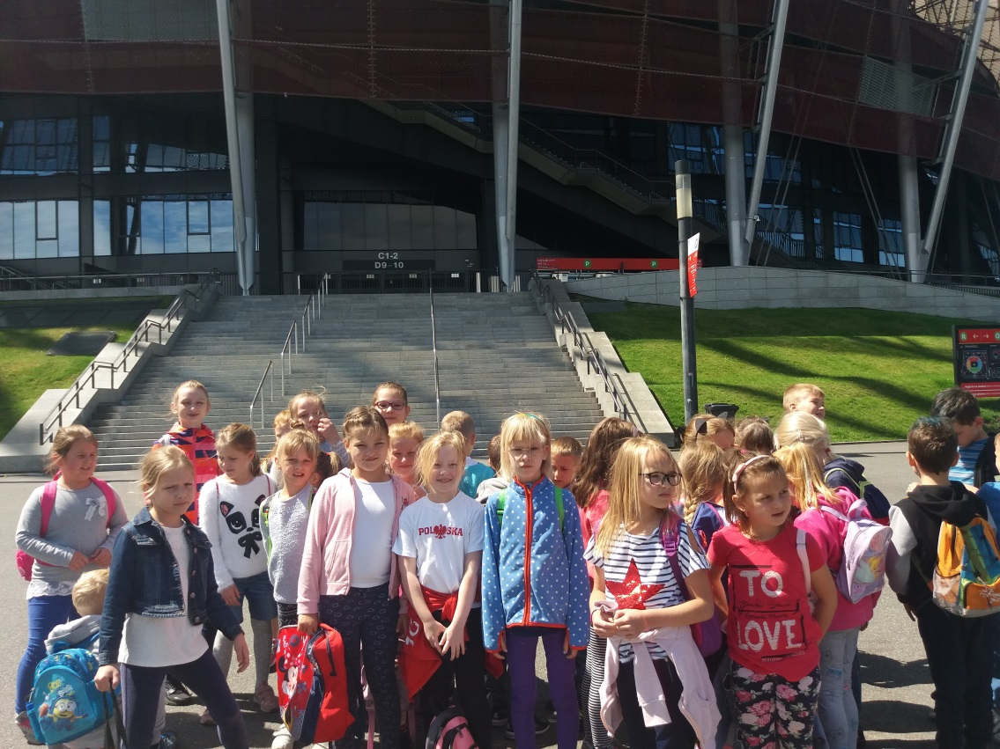 C1-2
D9-10
P P
R ← →
POLSKA
TO
LOVE